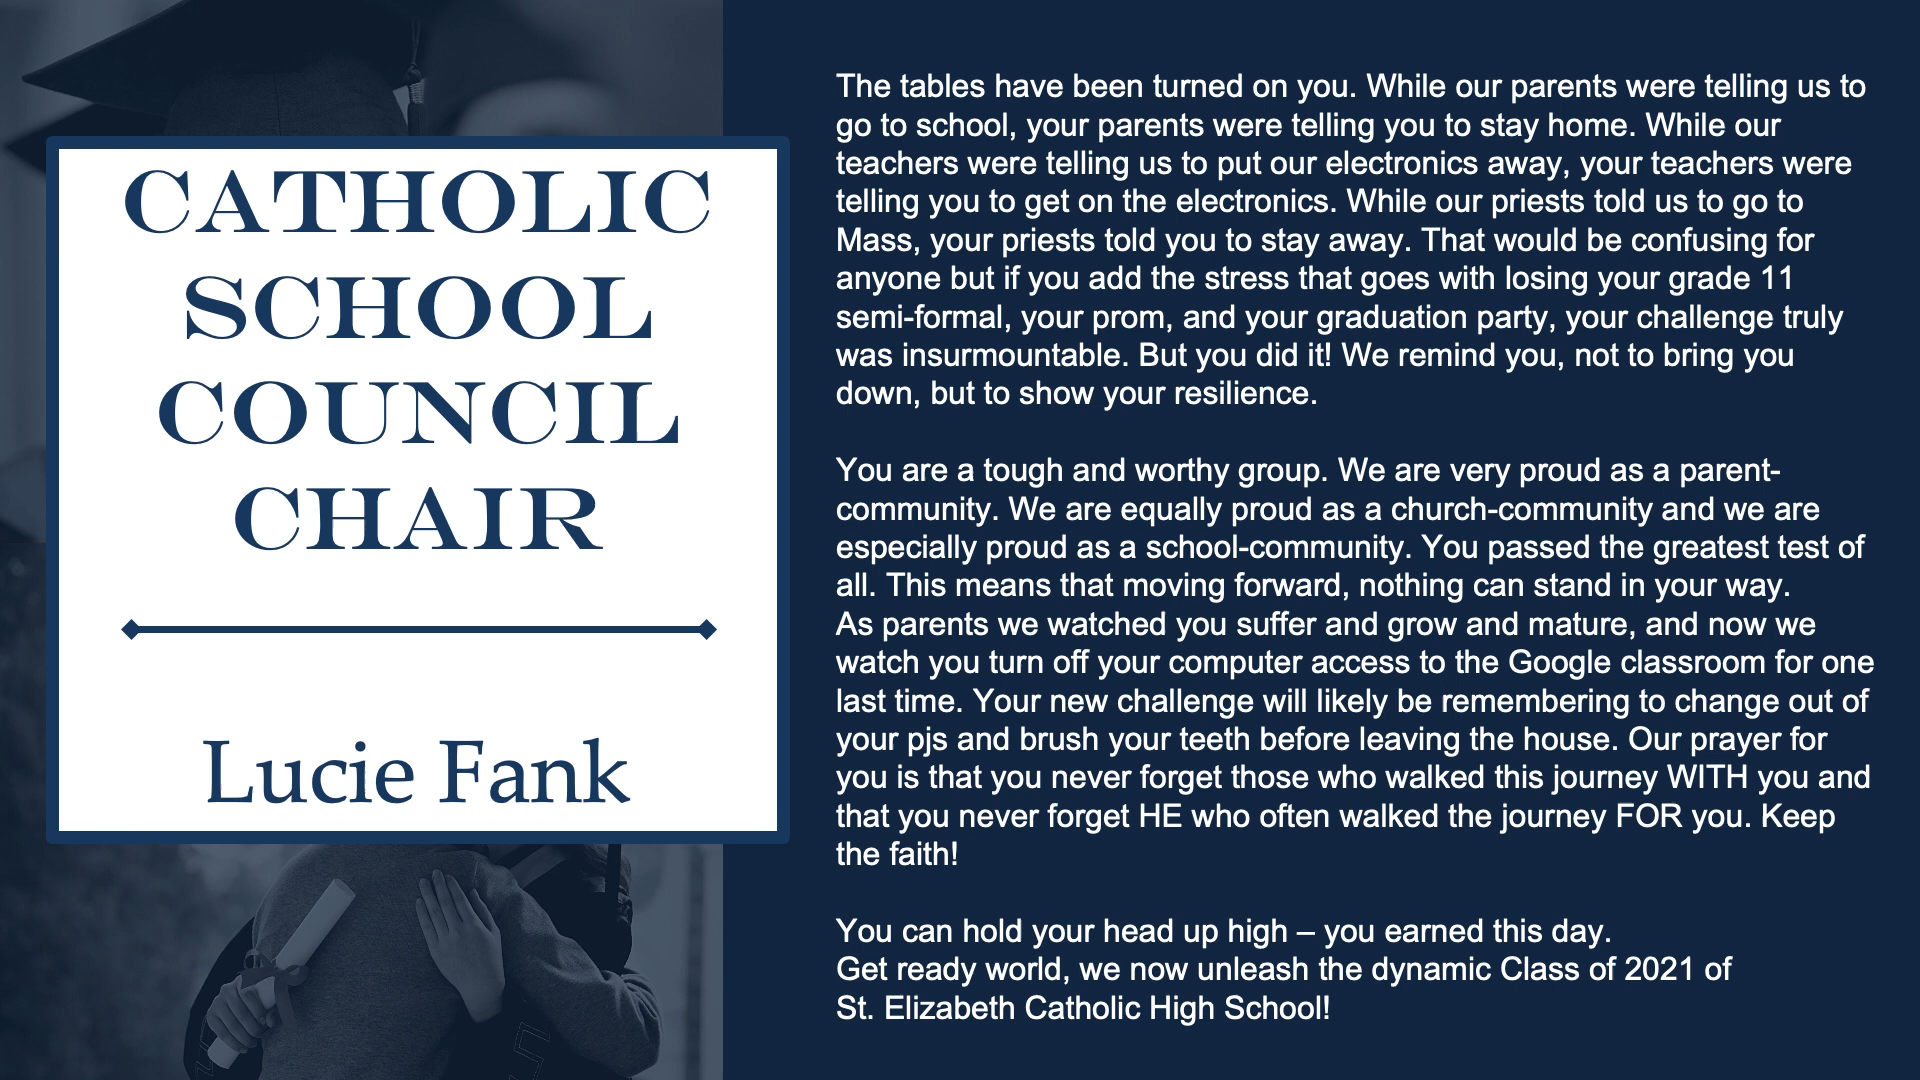 CATHOLIC
SCHOOL
COUNCIL
CHAIR
Lucie Fank
The tables have been turned on you. While our parents were telling us to
go to school, your parents were telling you to stay home. While our
teachers were telling us to put our electronics away, your teachers were
telling you to get on the electronics. While our priests told us to go to
Mass, your priests told you to stay away. That would be confusing for
anyone but if you add the stress that goes with losing your grade 11
semi-formal, your prom, and your graduation party, your challenge truly
was insurmountable. But you did it! We remind you, not to bring you
down, but to show your resilience.
You are a tough and worthy group. We are very proud as a parent-
community. We are equally proud as a church-community and we are
especially proud as a school-community. You passed the greatest test of
all. This means that moving forward, nothing can stand in your way.
As parents we watched you suffer and grow and mature, and now we
watch you turn off your computer access to the Google classroom for one
last time. Your new challenge will likely be remembering to change out of
your pjs and brush your teeth before leaving the house. Our prayer for
you is that you never forget those who walked this journey WITH you and
that you never forget HE who often walked the journey FOR you. Keep
the faith!
You can hold your head up high – you earned this day.
Get ready world, we now unleash the dynamic Class of 2021 of
St. Elizabeth Catholic High School!